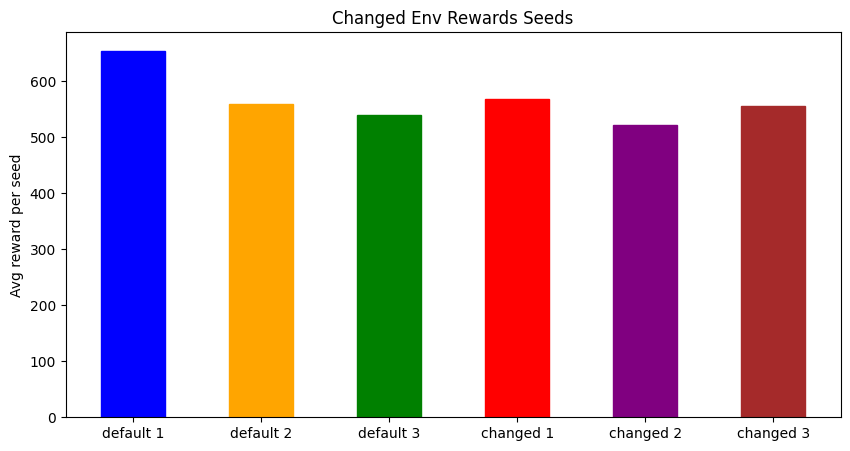 Changed Env Rewards Seeds
Avg reward per seed
600
500
400
300
200
100
0
default 1
default 2
default 3
changed 1
changed 2
changed 3